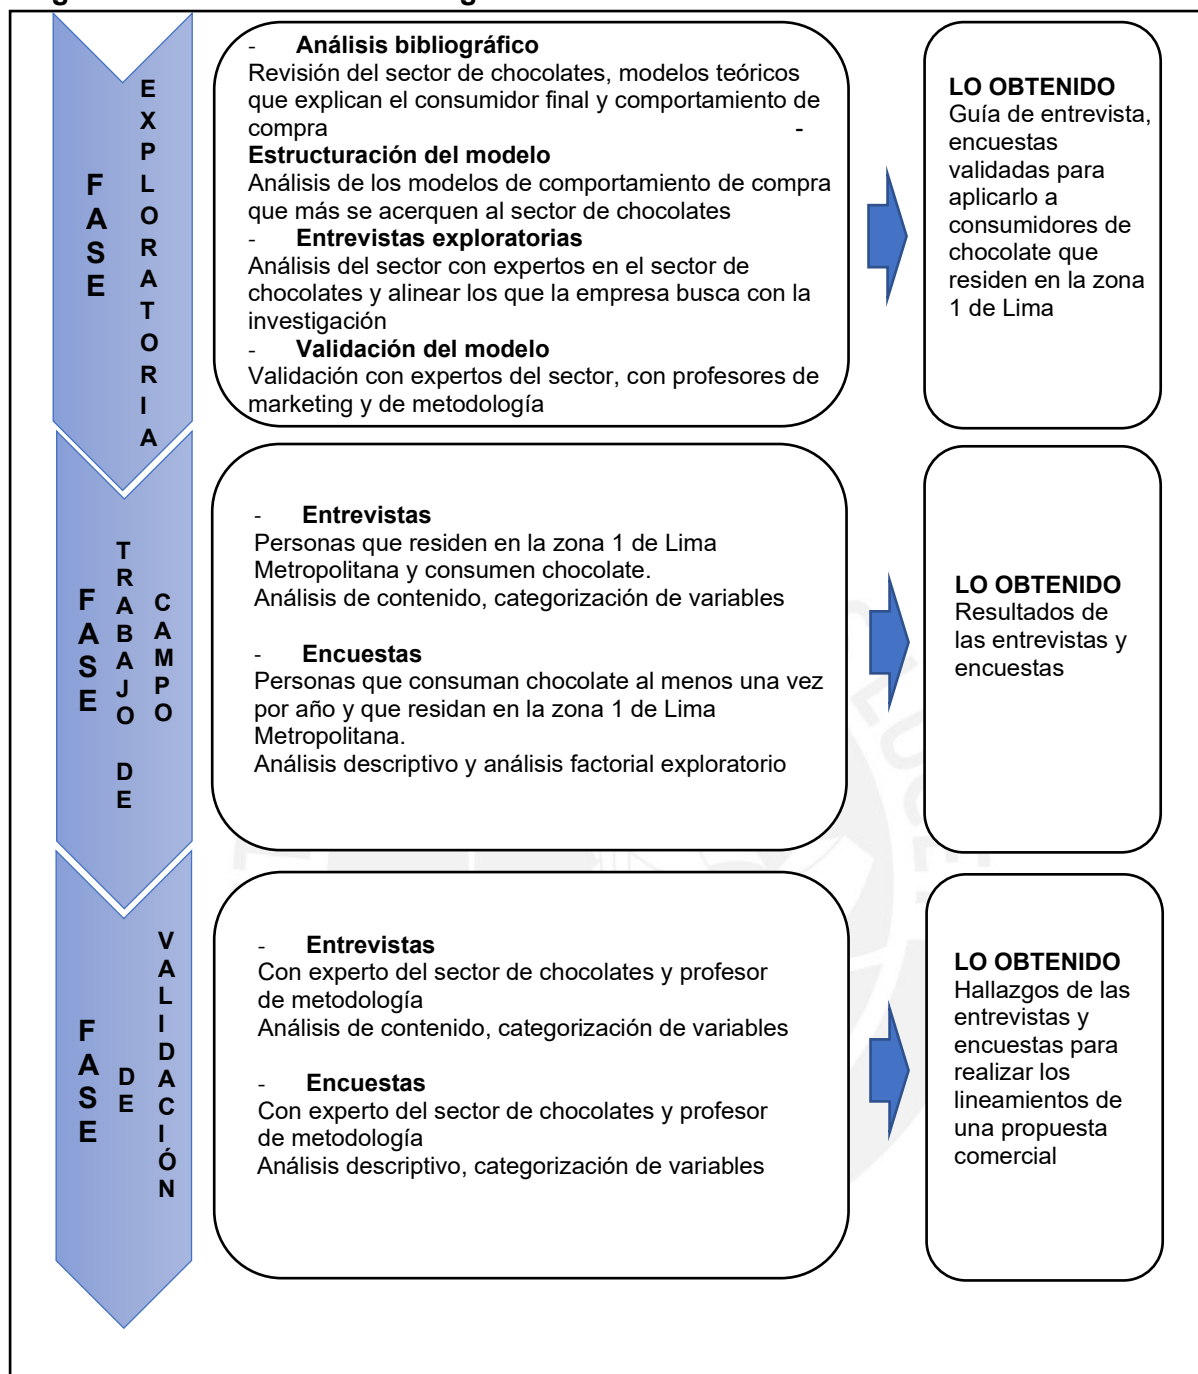 FASE
EXPLORATORIA
- Análisis bibliográfico
Revisión del sector de chocolates, modelos teóricos
que explican el consumidor final y comportamiento de
compra -
Estructuración del modelo
Análisis de los modelos de comportamiento de compra
que más se acerquen al sector de chocolates
- Entrevistas exploratorias
Análisis del sector con expertos en el sector de
chocolates y alinear los que la empresa busca con la
investigación
- Validación del modelo
Validación con expertos del sector, con profesores de
marketing y de metodología
LO OBTENIDO
Guía de entrevista,
encuestas
validadas para
aplicarlo a
consumidores de
chocolate que
residen en la zona
1 de Lima
FASE
TRABAJO DE
CAMPO
- Entrevistas
Personas que residen en la zona 1 de Lima
Metropolitana y consumen chocolate.
Análisis de contenido, categorización de variables
- Encuestas
Personas que consuman chocolate al menos una vez
por año y que residan en la zona 1 de Lima
Metropolitana.
Análisis descriptivo y análisis factorial exploratorio
LO OBTENIDO
Resultados de
las entrevistas y
encuestas
FASE
DE
VALIDACIÓN
- Entrevistas
Con experto del sector de chocolates y profesor
de metodología
Análisis de contenido, categorización de variables
- Encuestas
Con experto del sector de chocolates y profesor
de metodología
Análisis descriptivo, categorización de variables
LO OBTENIDO
Hallazgos de las
entrevistas y
encuestas para
realizar los
lineamientos de
una propuesta
comercial